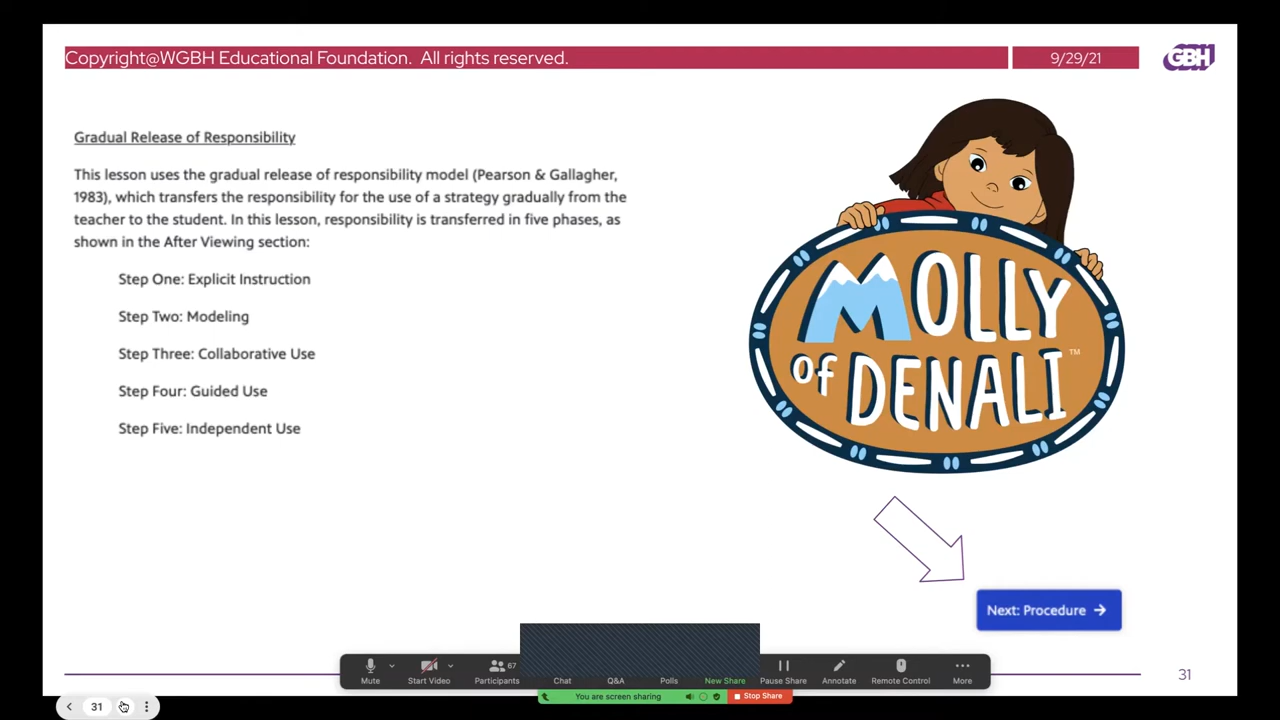 Copyright@WGBH Educational Foundation.  All rights reserved.
9/29/21
GBH
Gradual Release of Responsibility
This lesson uses the gradual release of responsibility model (Pearson & Gallagher,
1983), which transfers the responsibility for the use of a strategy gradually from the
teacher to the student. In this lesson, responsibility is transferred in five phases, as
shown in the After Viewing section:
Step One: Explicit Instruction
Step Two: Modeling
Step Three: Collaborative Use
Step Four: Guided Use
Step Five: Independent Use
MOLLY
of DENALI
TM
Next: Procedure
67
Mute
Start Video
Participants
Chat
Q&A
Polls
New Share
Pause Share
Annotate
Remote Control
More
31
You are screen sharing
Stop Share
31